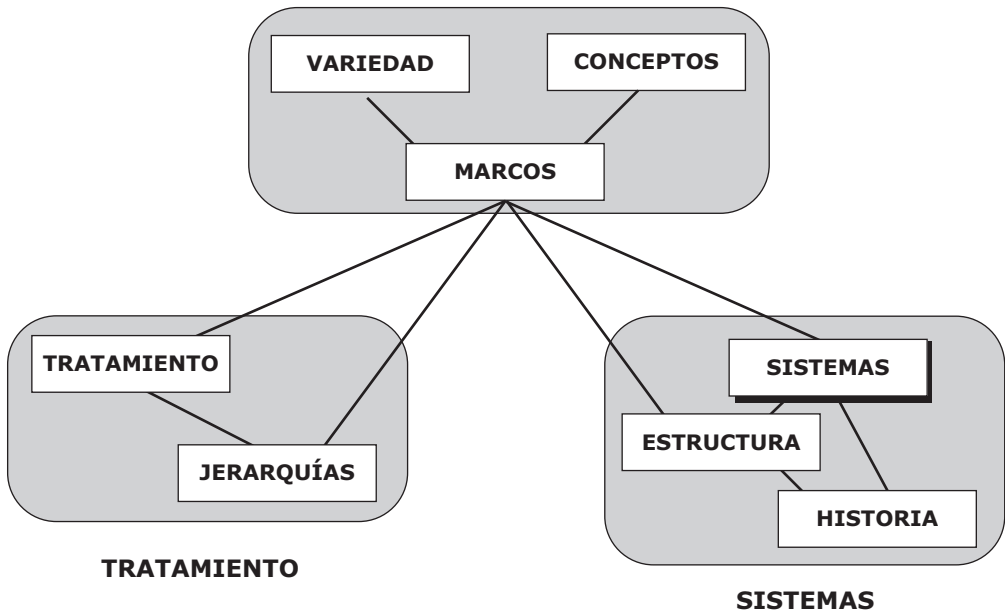 VARIEDAD
CONCEPTOS
MARCOS
TRATAMIENTO
JERARQUÍAS
TRATAMIENTO
SISTEMAS
ESTRUCTURA
HISTORIA
SISTEMAS